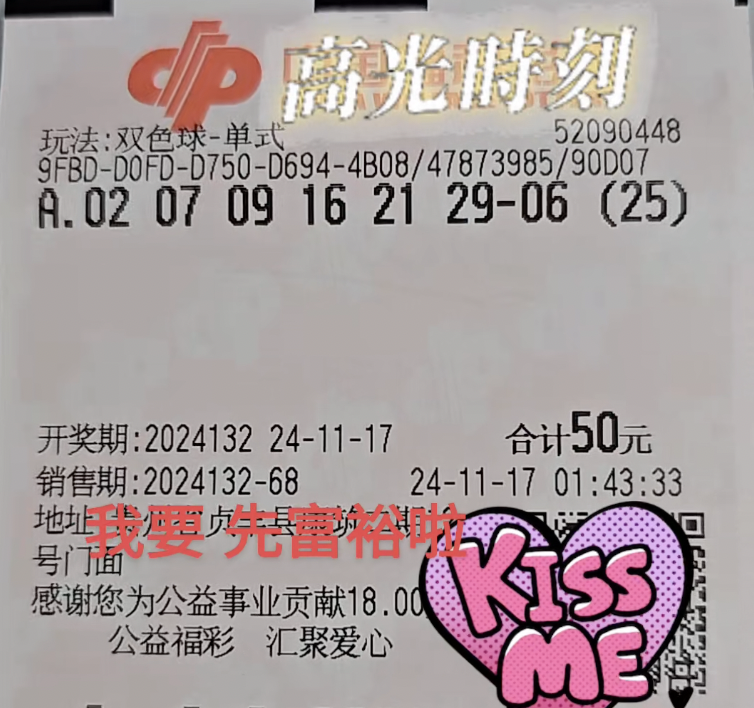 高光時刻
玩法:双色球-单式 52090448
9FBD-D0FD-D750-D694-4B08/47873985/90D07
A.02 07 09 16 21 29-06 (25)
开奖期:2024132 24-11-17 合计50元
销售期:2024132-68 24-11-17 01:43:33
地址
我要 先富裕啦
号门面
感谢您为公益事业贡献18.00
公益福彩 汇聚爱心
KISS
ME